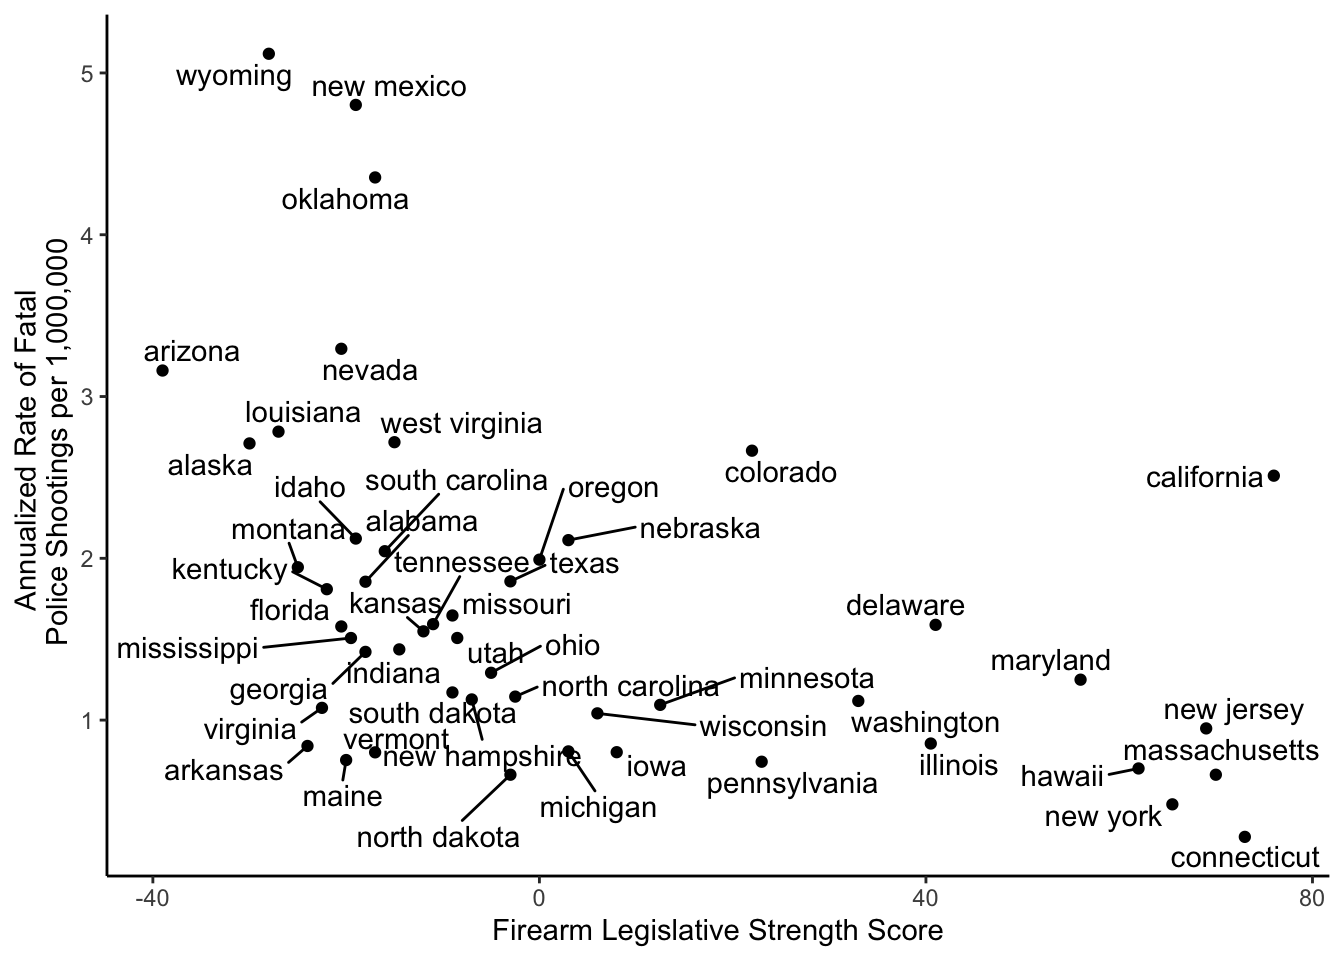 5
wyoming
new mexico
oklahoma
4
arizona
nevada
3
louisiana
west virginia
alaska
colorado
california
idaho
south carolina
oregon
montana
alabama
nebraska
kentucky
tennessee
texas
2
florida
kansas
missouri
delaware
mississippi
utah
ohio
maryland
georgia
indiana
north carolina
minnesota
virginia
south dakota
wisconsin
washington
new jersey
1
vermont
new hampshire
massachusetts
arkansas
iowa
illinois
hawaii
maine
michigan
pennsylvania
new york
north dakota
connecticut
-40
0
40
80
Firearm Legislative Strength Score
Annualized Rate of Fatal
Police Shootings per 1,000,000